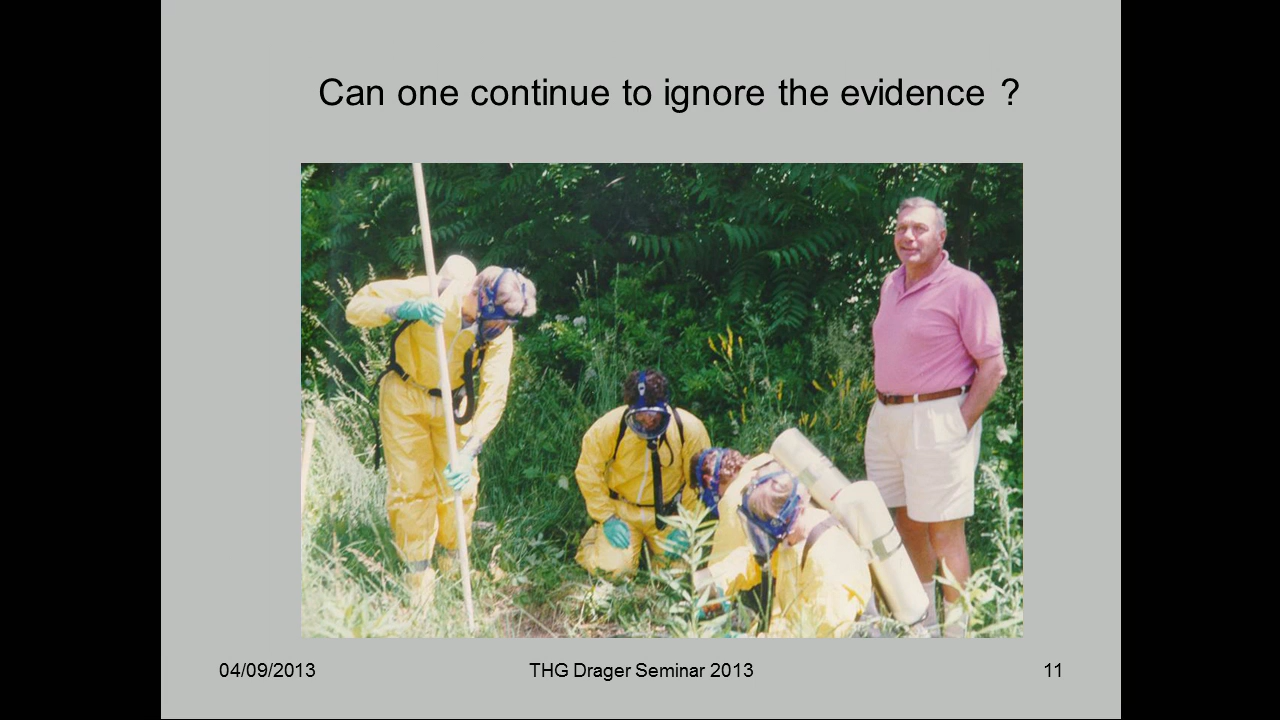 Can one continue to ignore the evidence ?
04/09/2013
THG Drager Seminar 2013
11